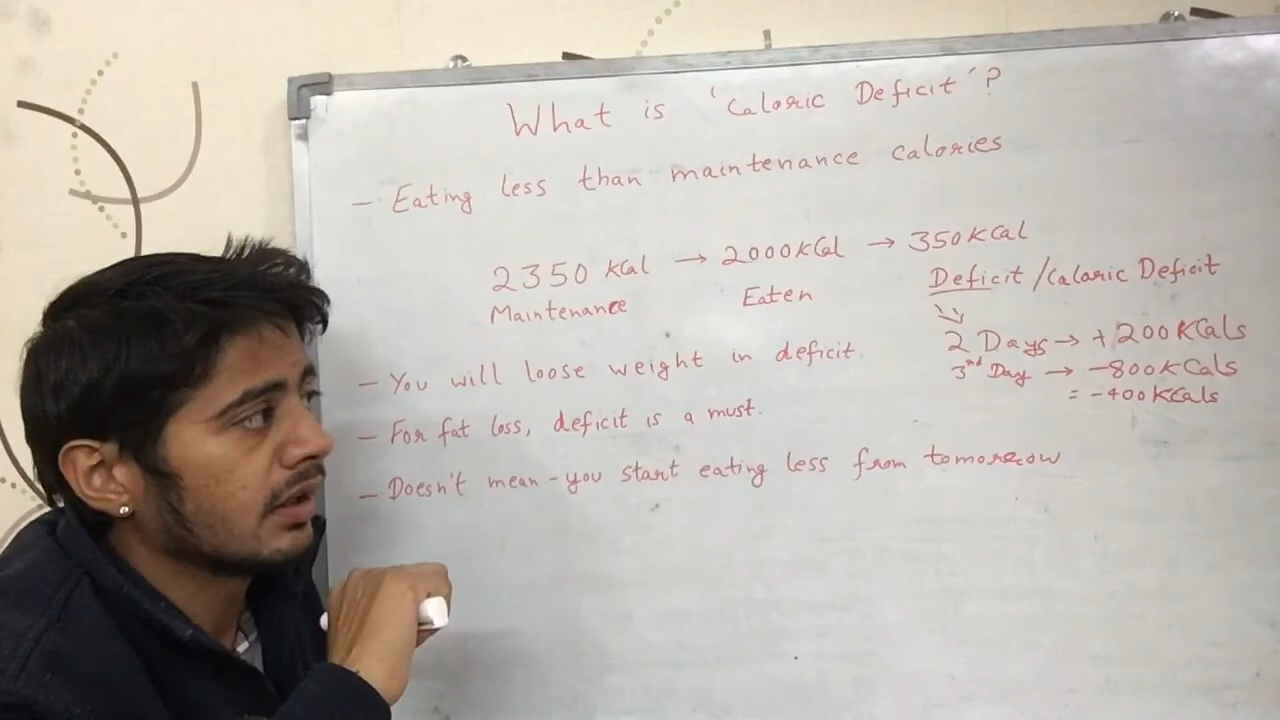 What is 'Caloric Deficit'?
- Eating less than maintenance calories
2350 KCal → 2000KCal → 350KCal
Maintenance Eaten Deficit / Caloric Deficit
2 Days → +200KCals
3rd Day → -800KCals
= -400KCals
- You will loose weight in deficit.
- For fat loss, deficit is a must.
- Doesn't mean - you start eating less from tomorrow